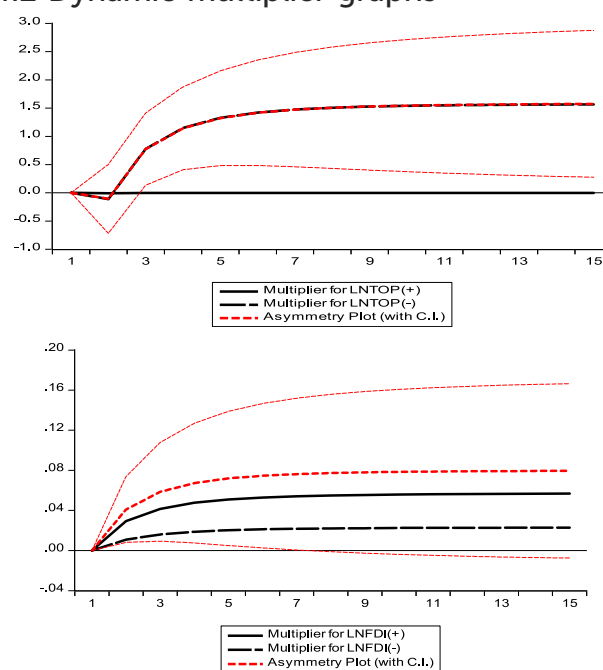 3.0
2.5
2.0
1.5
1.0
0.5
0.0
-0.5
-1.0
1 3 5 7 9 11 13 15
Multiplier for LNTOP(+)
Multiplier for LNTOP(-)
Asymmetry Plot (with C.I.)
.20
.16
.12
.08
.04
.00
-.04
1 3 5 7 9 11 13 15
Multiplier for LNFDI(+)
Multiplier for LNFDI(-)
Asymmetry Plot (with C.I.)